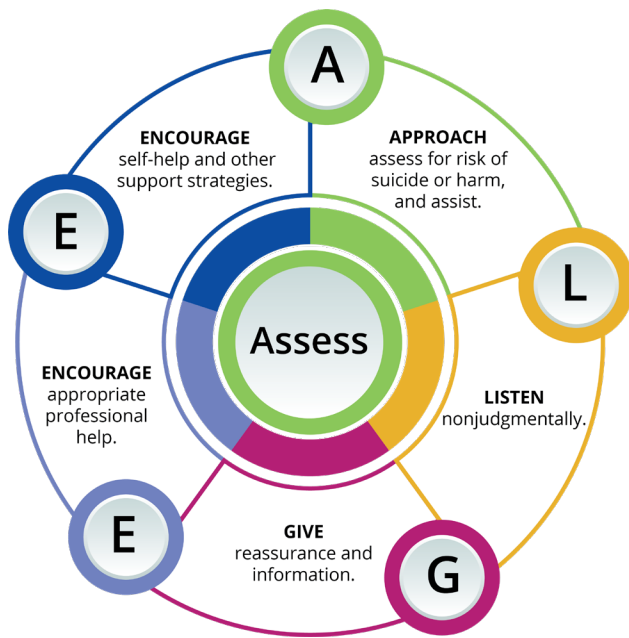 A
APPROACH
assess for risk of
suicide or harm,
and assist.
L
LISTEN
nonjudgmentally.
G
GIVE
reassurance and
information.
E
ENCOURAGE
appropriate
professional
help.
E
ENCOURAGE
self-help and other
support strategies.
Assess